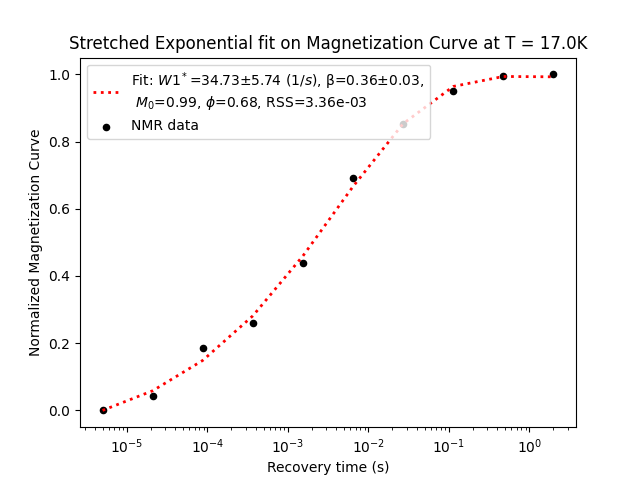 Stretched Exponential fit on Magnetization Curve at T = 17.0K
Fit: W1*=34.73±5.74 (1/s), β=0.36±0.03,
M₀=0.99, ϕ=0.68, RSS=3.36e-03
NMR data
Normalized Magnetization Curve
1.0
0.8
0.6
0.4
0.2
0.0
10⁻⁵ 10⁻⁴ 10⁻³ 10⁻² 10⁻¹ 10⁰
Recovery time (s)